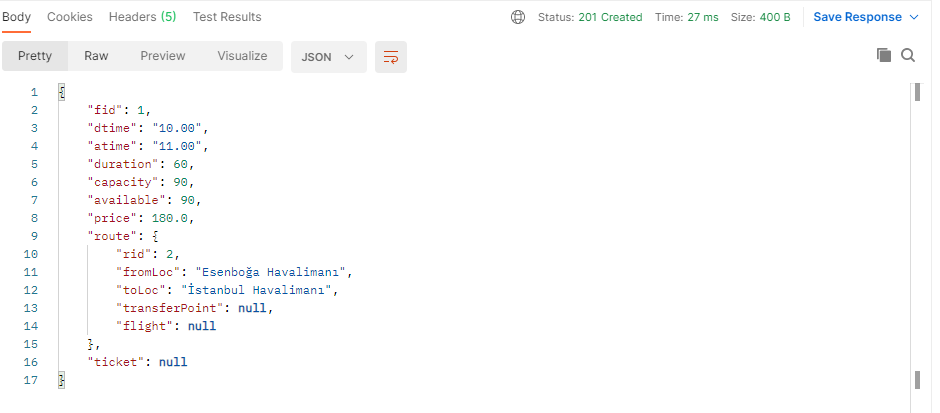 Body Cookies Headers (5) Test Results Status: 201 Created Time: 27 ms Size: 400 B Save Response
Pretty Raw Preview Visualize JSON
1 {
2 "fid": 1,
3 "dtime": "10.00",
4 "atime": "11.00",
5 "duration": 60,
6 "capacity": 90,
7 "available": 90,
8 "price": 180.0,
9 "route": {
10 "rid": 2,
11 "fromLoc": "Esenboğa Havalimanı",
12 "toLoc": "İstanbul Havalimanı",
13 "transferPoint": null,
14 "flight": null
15 },
16 "ticket": null
17 }